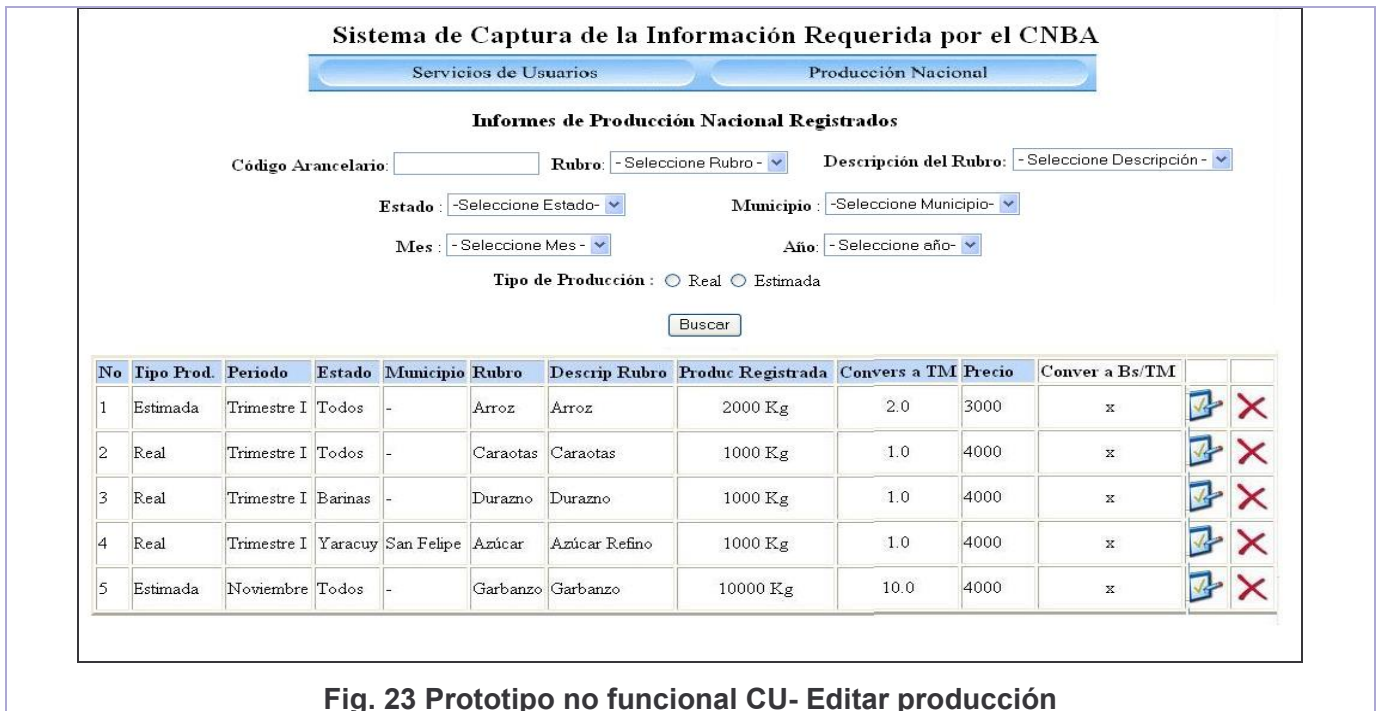 Sistema de Captura de la Información Requerida por el CNBA
Servicios de Usuarios Producción Nacional
Informes de Producción Nacional Registrados
Código Arancelario: Rubro: - Seleccione Rubro - Descripción del Rubro: - Seleccione Descripción -
Estado : -Seleccione Estado- Municipio : -Seleccione Municipio-
Mes : - Seleccione Mes - Año: - Seleccione año-
Tipo de Producción : Real Estimada
Buscar
No Tipo Prod. Periodo Estado Municipio Rubro Descrip Rubro Produc Registrada Convers a TM Precio Conver a Bs/TM
1 Estimada Trimestre I Todos - Arroz Arroz 2000 Kg 2.0 3000 x
2 Real Trimestre I Todos - Caraotas Caraotas 1000 Kg 1.0 4000 x
3 Real Trimestre I Barinas - Durazno Durazno 1000 Kg 1.0 4000 x
4 Real Trimestre I Yaracuy San Felipe Azúcar Azúcar Refino 1000 Kg 1.0 4000 x
5 Estimada Noviembre Todos - Garbanzo Garbanzo 10000 Kg 10.0 4000 x
Fig. 23 Prototipo no funcional CU- Editar producción